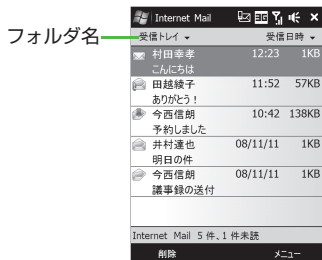 Internet Mail
フォルダ名
受信トレイ 受信日時
村田幸孝 12:23 1KB
こんにちは
田越綾子 11:52 57KB
ありがとう！
今西信朗 10:42 138KB
予約しました
井村達也 08/11/11 1KB
明日の件
今西信朗 08/11/11 1KB
議事録の送付
Internet Mail 5 件、1 件未読
削除 メニュー